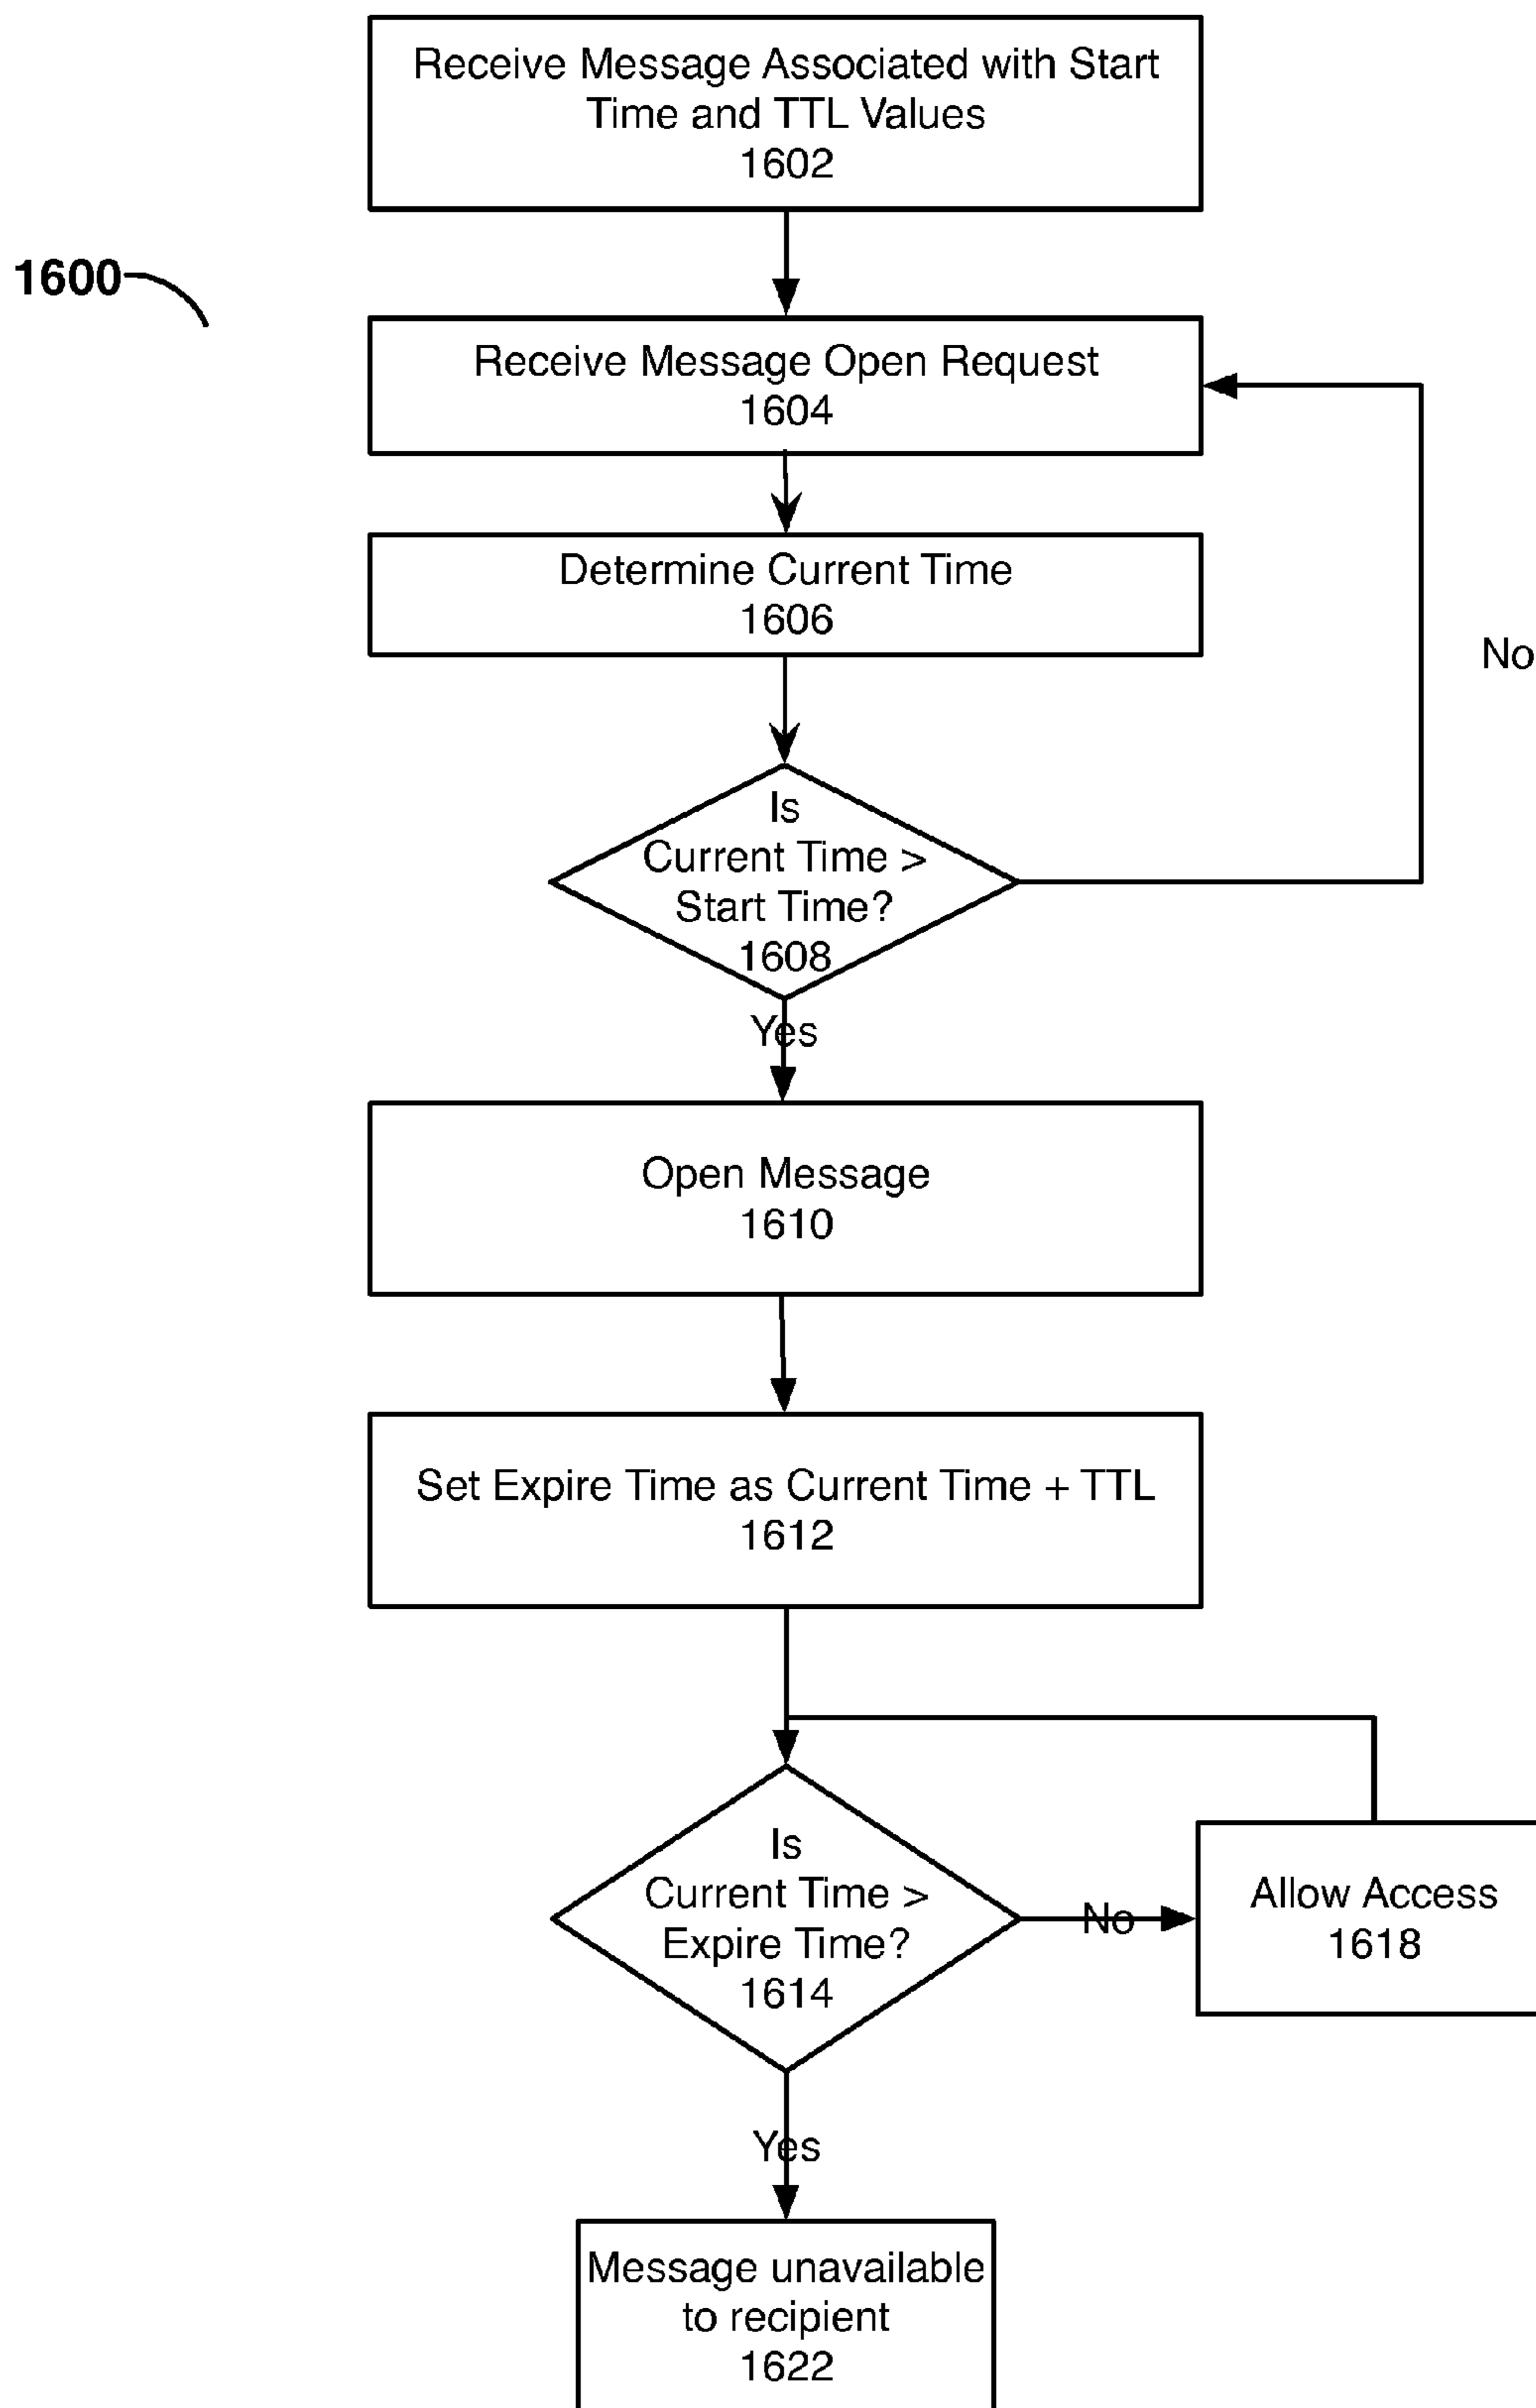 Receive Message Associated with Start
Time and TTL Values
1602
1600
Receive Message Open Request
1604
Determine Current Time
1606
No
Is
Current Time >
Start Time?
1608
Yes
Open Message
1610
Set Expire Time as Current Time + TTL
1612
Is
Current Time >
Expire Time?
1614
No
Allow Access
1618
Yes
Message unavailable
to recipient
1622